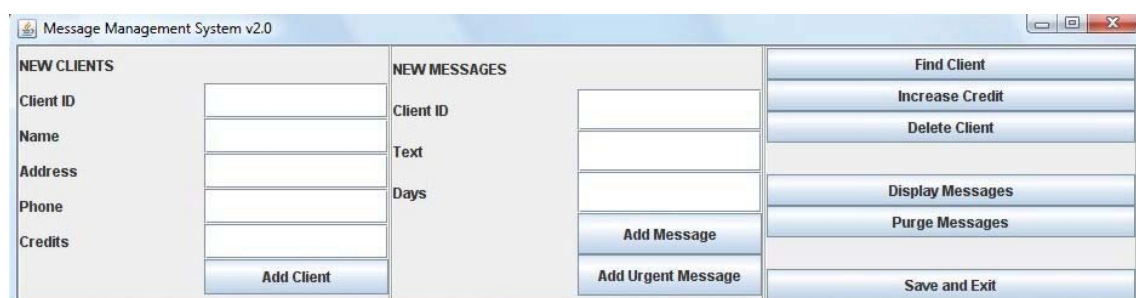 Message Management System v2.0
NEW CLIENTS
Client ID
Name
Address
Phone
Credits
Add Client
NEW MESSAGES
Client ID
Text
Days
Add Message
Add Urgent Message
Find Client
Increase Credit
Delete Client
Display Messages
Purge Messages
Save and Exit